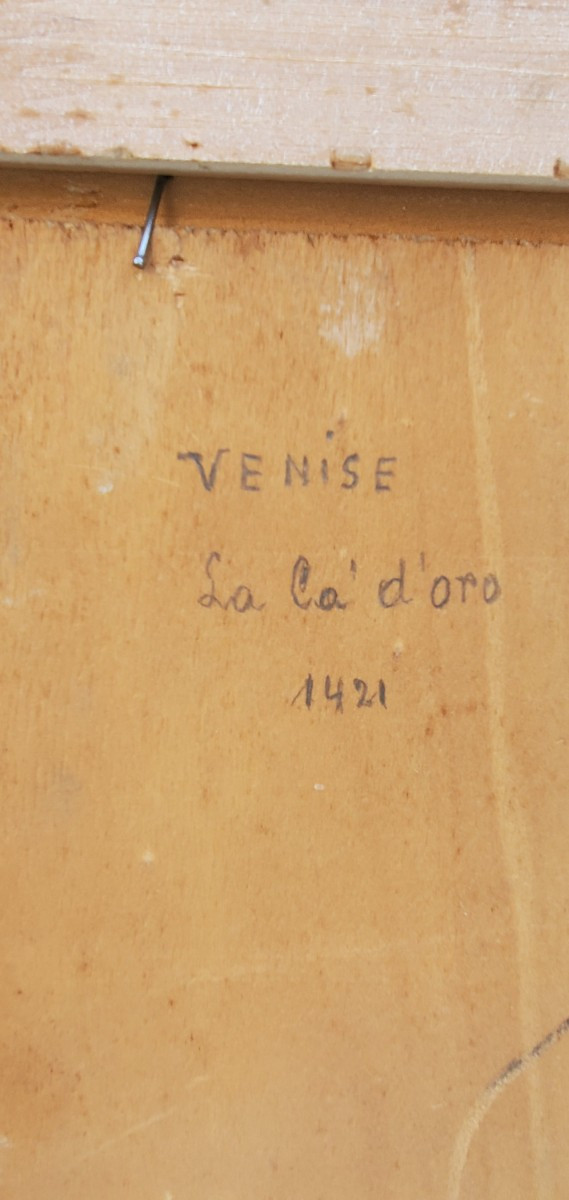 VENiSE
La Ca' d'oro
1421